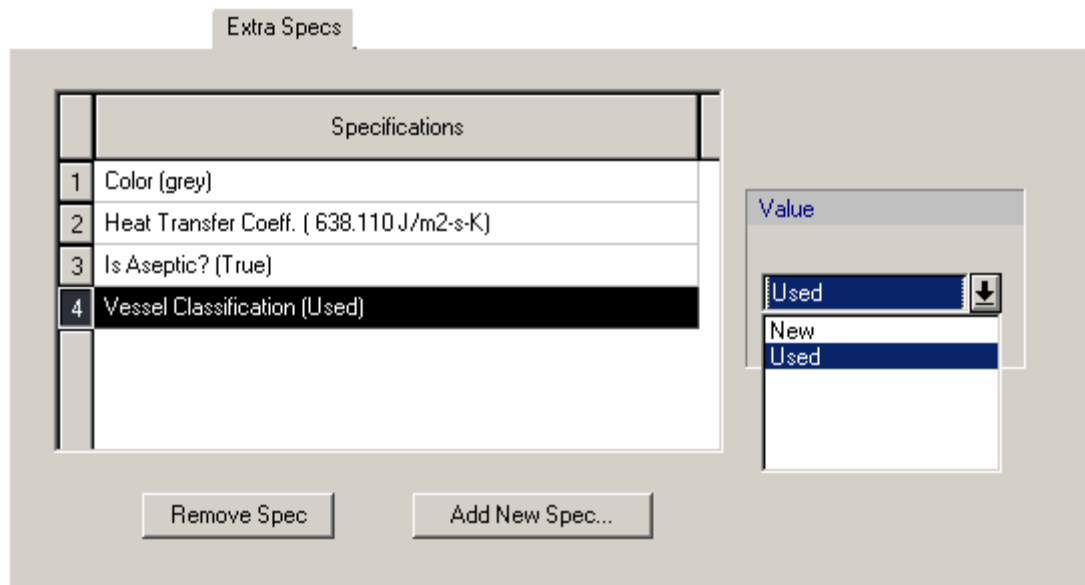 Extra Specs
Specifications
1 Color (grey)
2 Heat Transfer Coeff. ( 638.110 J/m2-s-K)
3 Is Aseptic? (True)
4 Vessel Classification (Used)
Value
Used
New
Used
Remove Spec
Add New Spec...